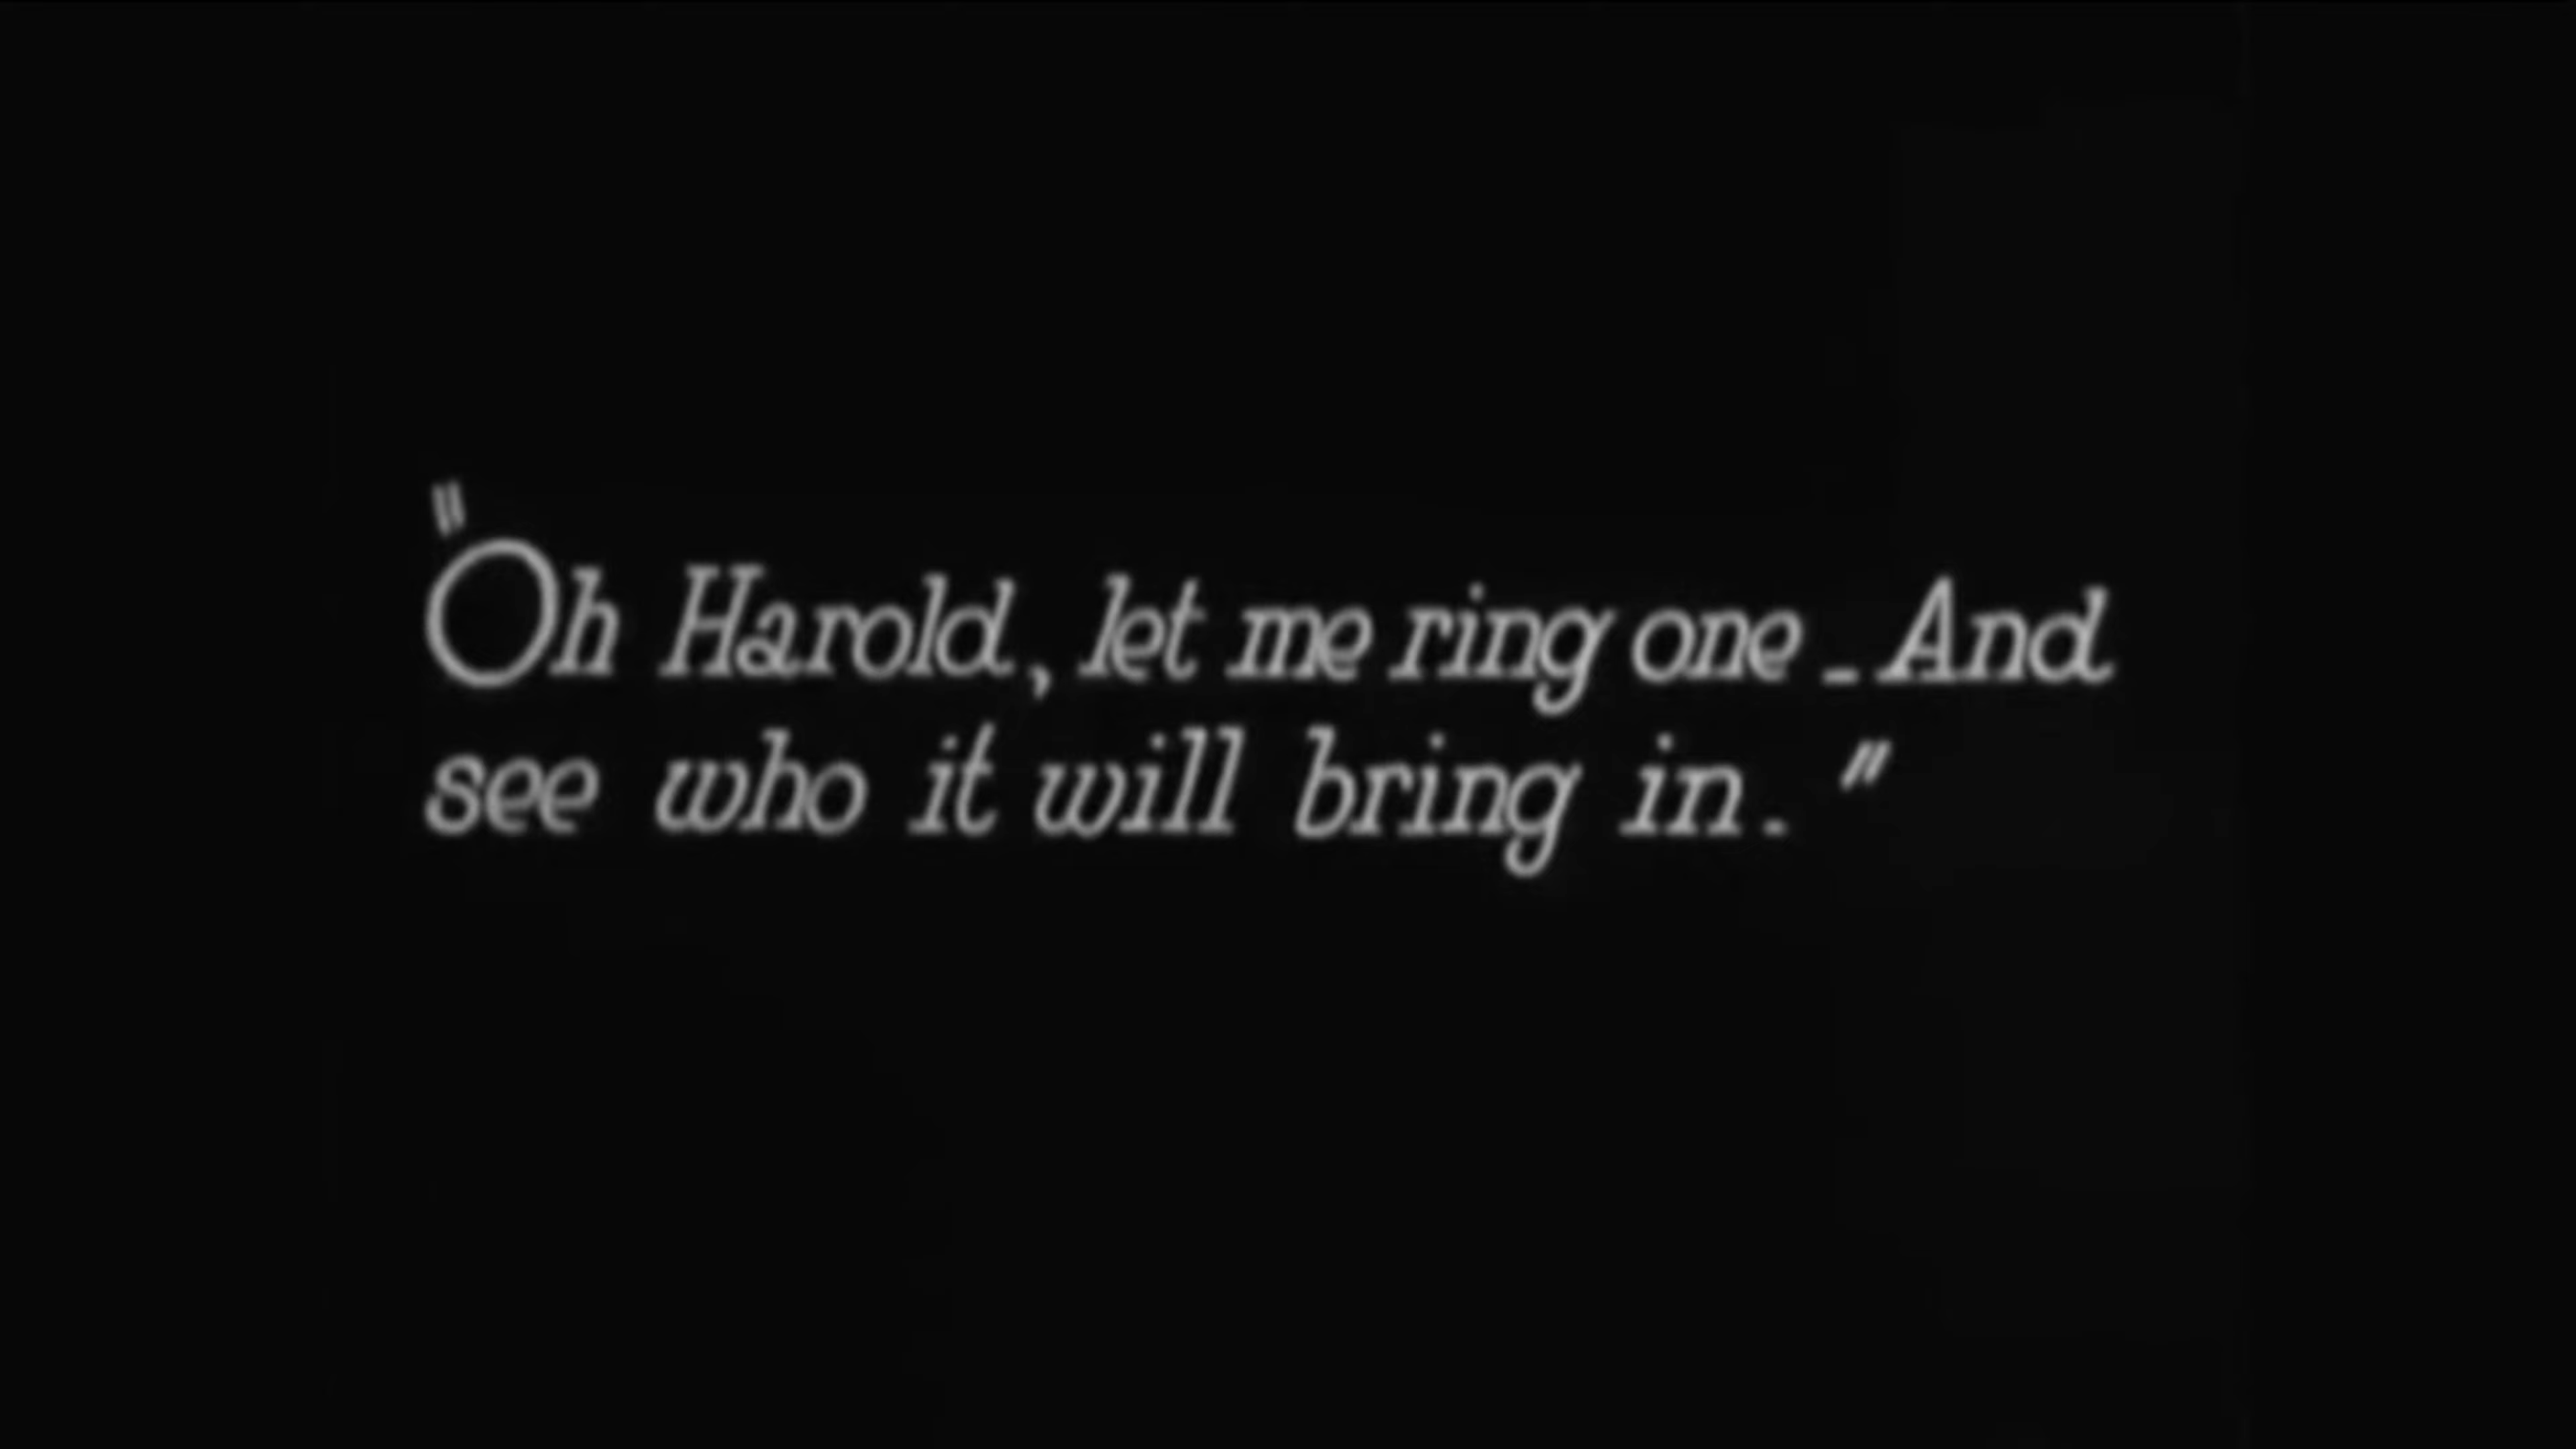 "Oh Harold, let me ring one - And
see who it will bring in."